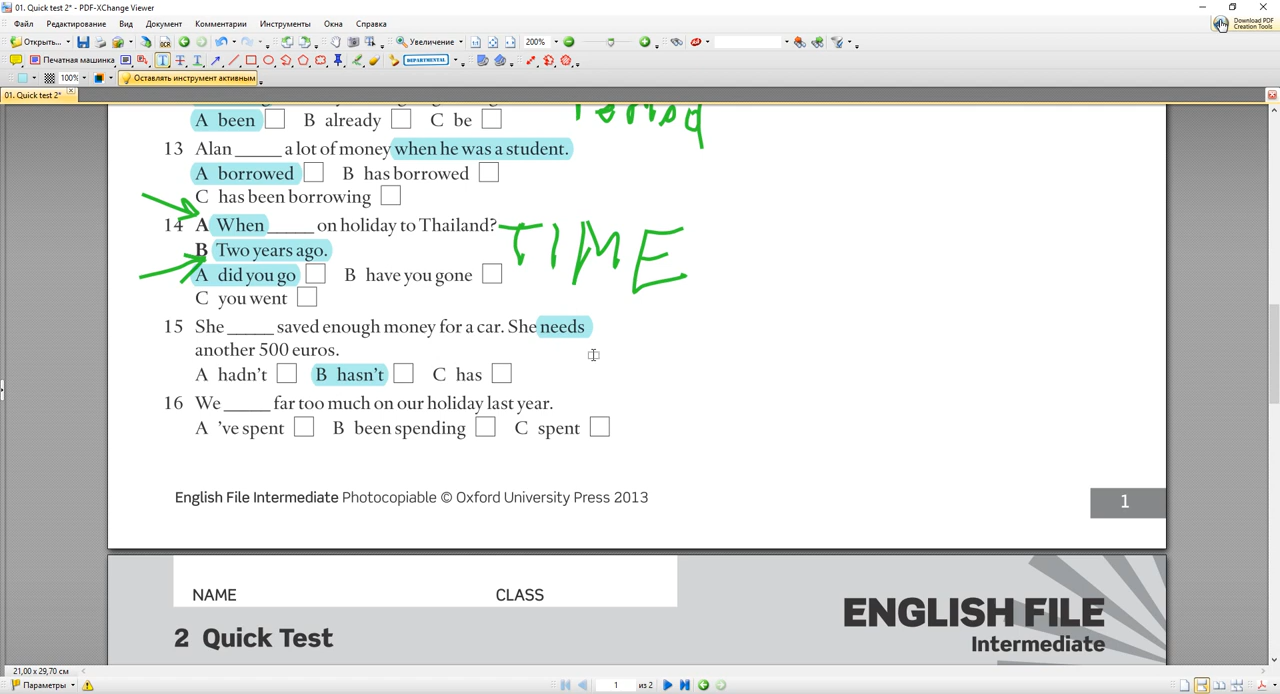 01. Quick test 2* - PDF-XChange Viewer
Файл Редактирование Вид Документ Комментарии Инструменты Окна Справка
Download PDF Creation Tools
Открыть... OCR Увеличение 200%
Печатная машинка DEPARTMENTAL
100% Оставлять инструмент активным
01. Quick test 2*
A been B already C be
13 Alan _____ a lot of money when he was a student.
A borrowed B has borrowed
C has been borrowing
14 A When _____ on holiday to Thailand?
TIME
B Two years ago.
A did you go B have you gone
C you went
15 She _____ saved enough money for a car. She needs
another 500 euros.
A hadn't B hasn't C has
16 We _____ far too much on our holiday last year.
A 've spent B been spending C spent
English File Intermediate Photocopiable © Oxford University Press 2013
1
NAME CLASS
ENGLISH FILE
2 Quick Test
Intermediate
21,00 x 29,70 см
Параметры 1 из 2